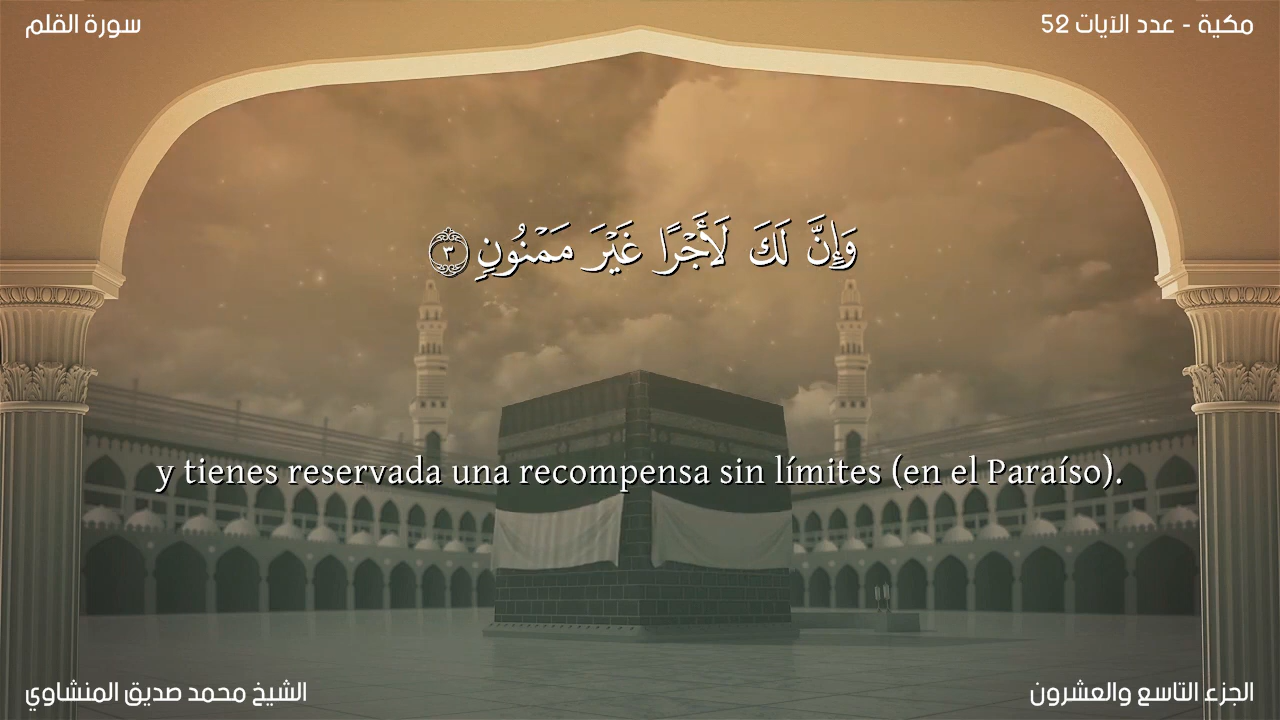 سورة القلم
مكية - عدد الآيات 52
وَإِنَّ لَكَ لَأَجْرًا غَيْرَ مَمْنُونٍ ٣
y tienes reservada una recompensa sin límites (en el Paraíso).
الشيخ محمد صديق المنشاوي
الجزء التاسع والعشرون